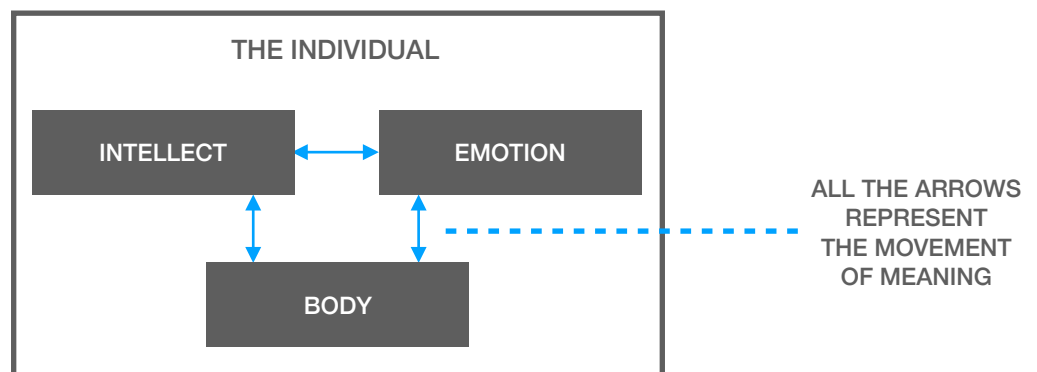 THE INDIVIDUAL
INTELLECT
EMOTION
BODY
ALL THE ARROWS
REPRESENT
THE MOVEMENT
OF MEANING